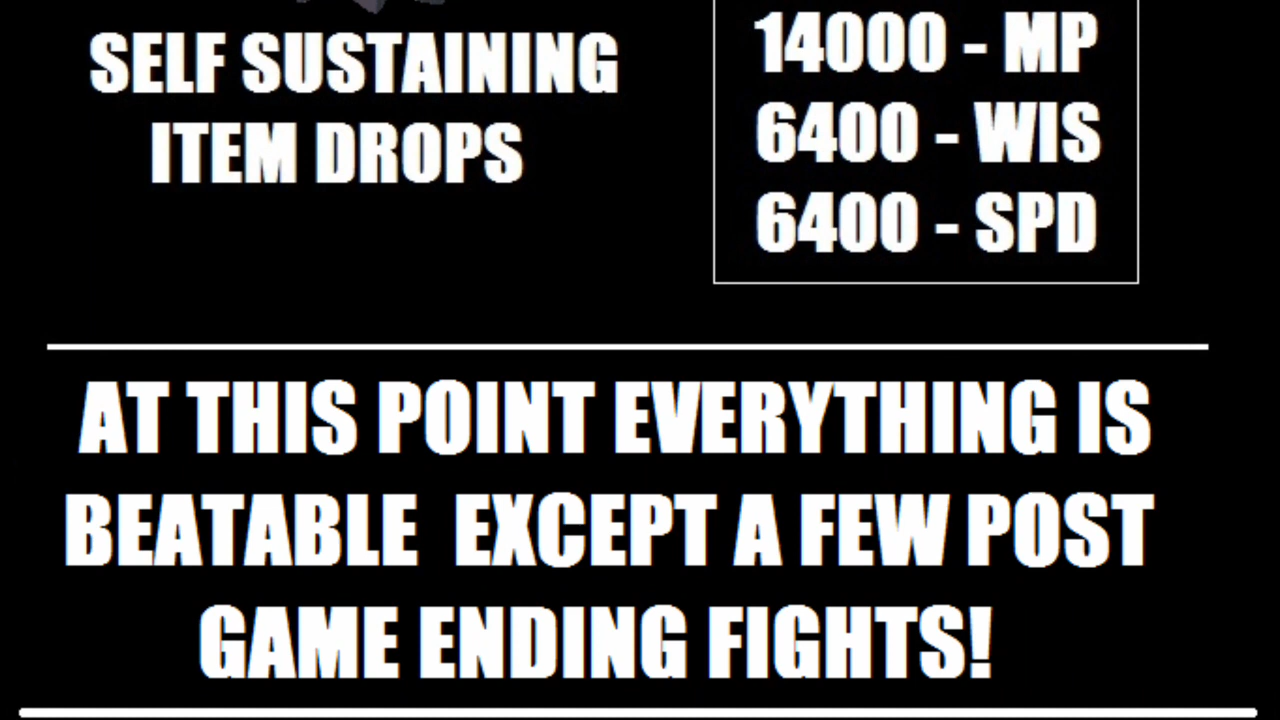 SELF SUSTAINING
ITEM DROPS
14000 - MP
6400 - WIS
6400 - SPD
AT THIS POINT EVERYTHING IS
BEATABLE  EXCEPT A FEW POST
GAME ENDING FIGHTS!